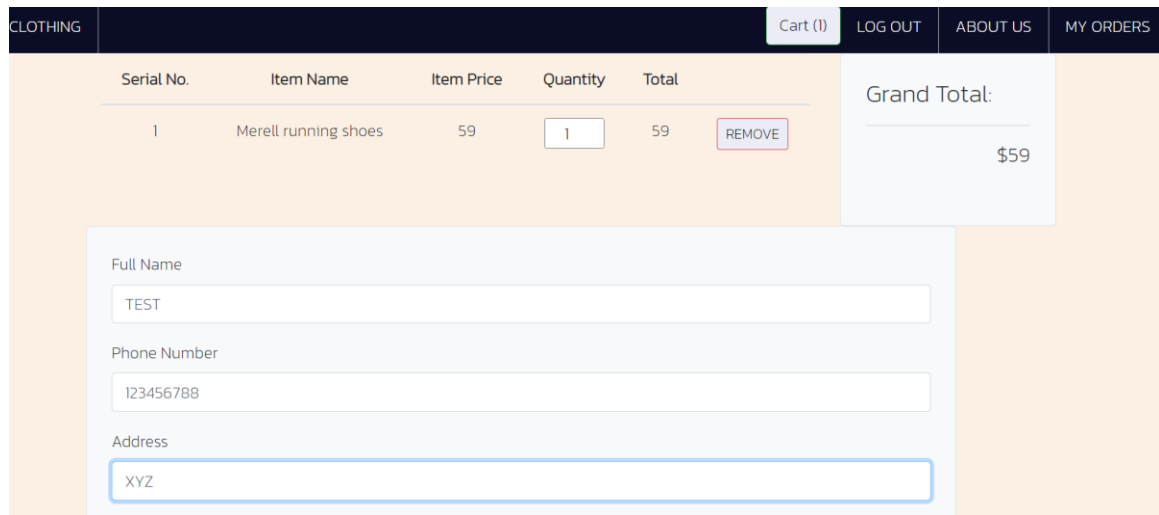 CLOTHING Cart (1) LOG OUT ABOUT US MY ORDERS
Serial No. Item Name Item Price Quantity Total
1 Merell running shoes 59 1 59 REMOVE
Grand Total:
$59
Full Name
TEST
Phone Number
123456788
Address
XYZ